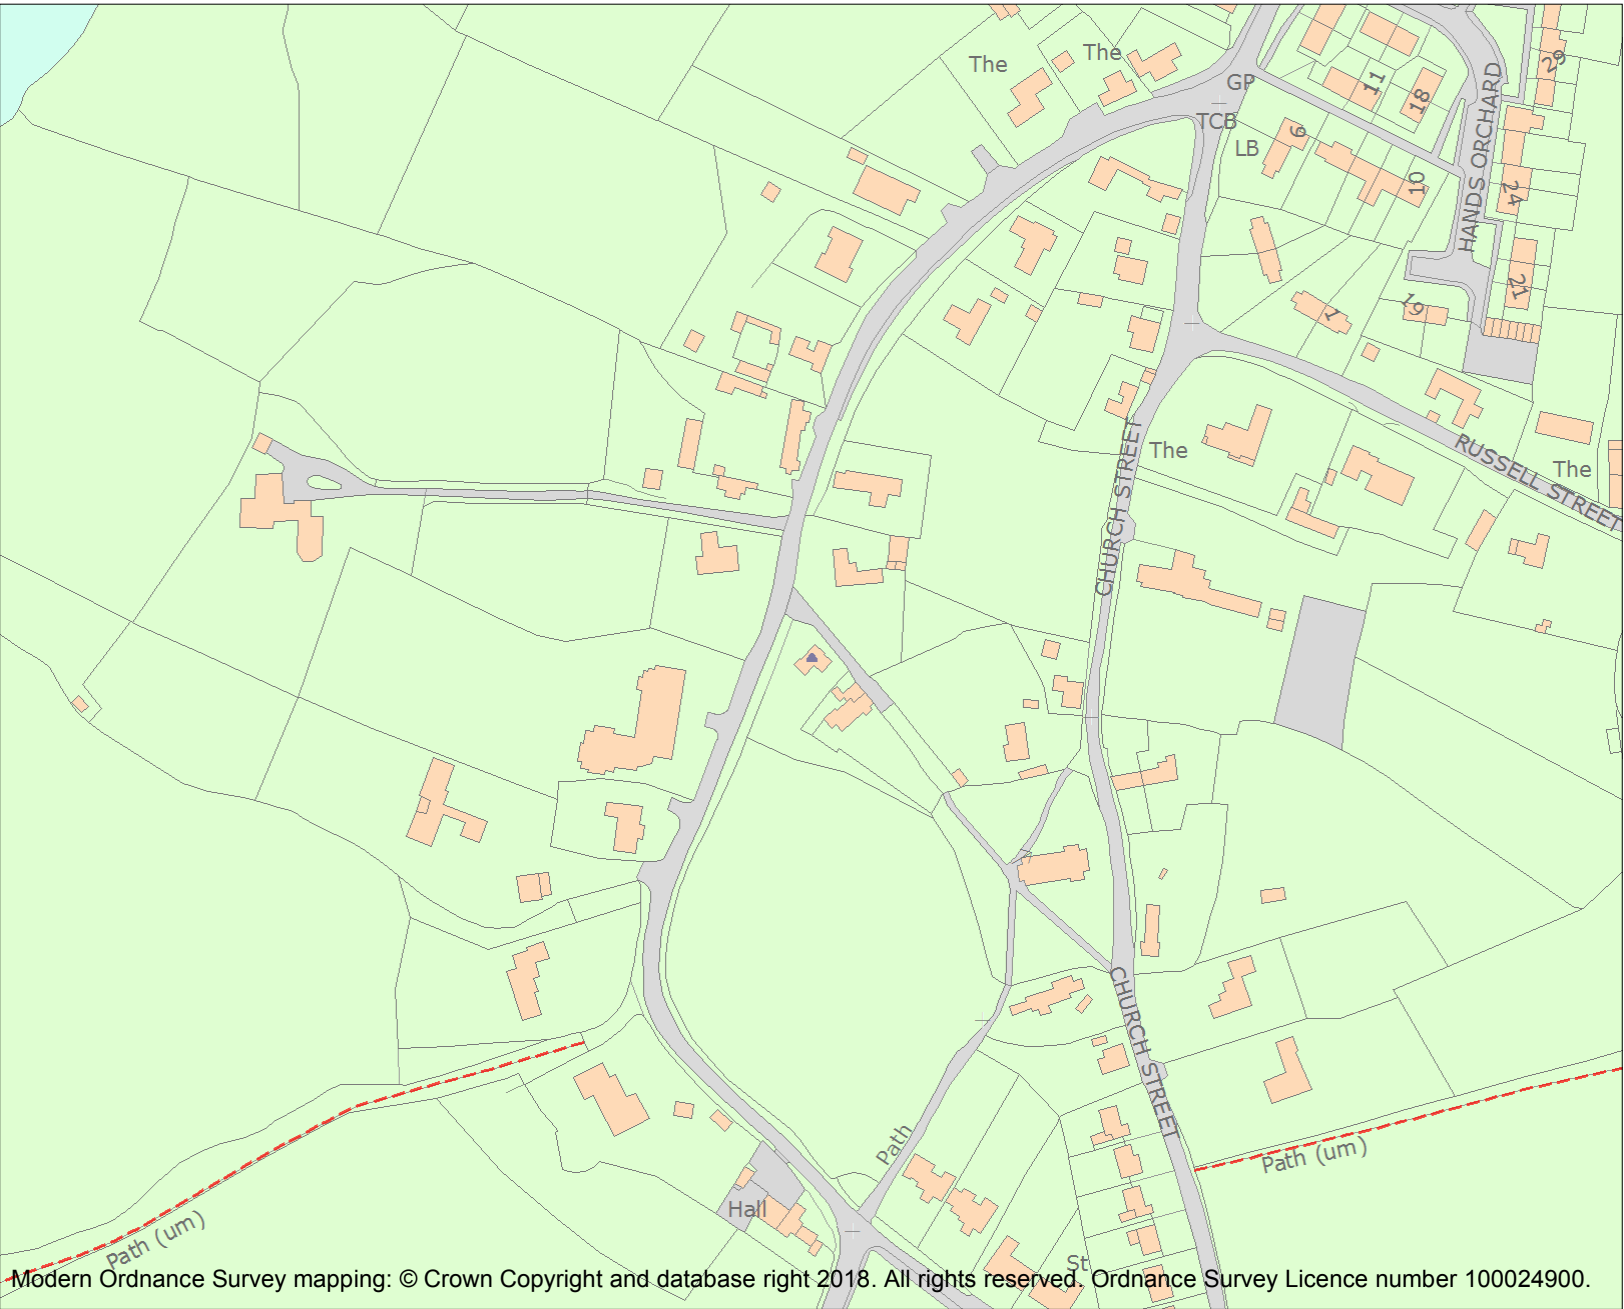 The
The
GP
TCB
LB
11
18
29
6
10
HANDS ORCHARD
24
21
19
1
The
CHURCH STREET
RUSSELL STREET
The
CHURCH STREET
Path
Path (um)
Path (um)
Hall
St
Modern Ordnance Survey mapping: © Crown Copyright and database right 2018. All rights reserved. Ordnance Survey Licence number 100024900.